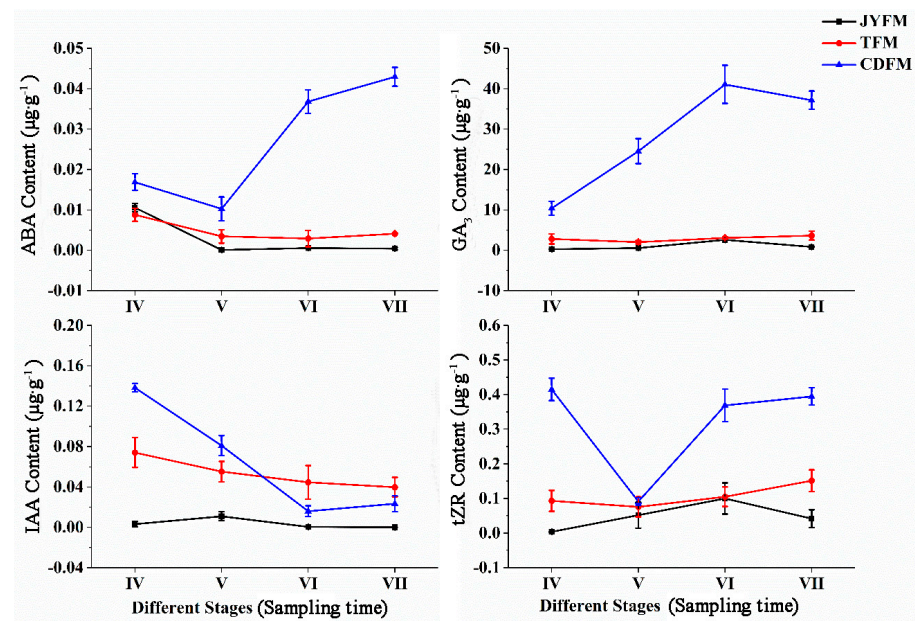 JYFM
TFM
CDFM
ABA Content (μg·g⁻¹)
0.05
0.04
0.03
0.02
0.01
0.00
-0.01
IV V VI VII
GA₃ Content (μg·g⁻¹)
50
40
30
20
10
0
-10
IV V VI VII
IAA Content (μg·g⁻¹)
0.20
0.16
0.12
0.08
0.04
0.00
-0.04
IV V VI VII
Different Stages (Sampling time)
tZR Content (μg·g⁻¹)
0.6
0.5
0.4
0.3
0.2
0.1
0.0
-0.1
IV V VI VII
Different Stages (Sampling time)